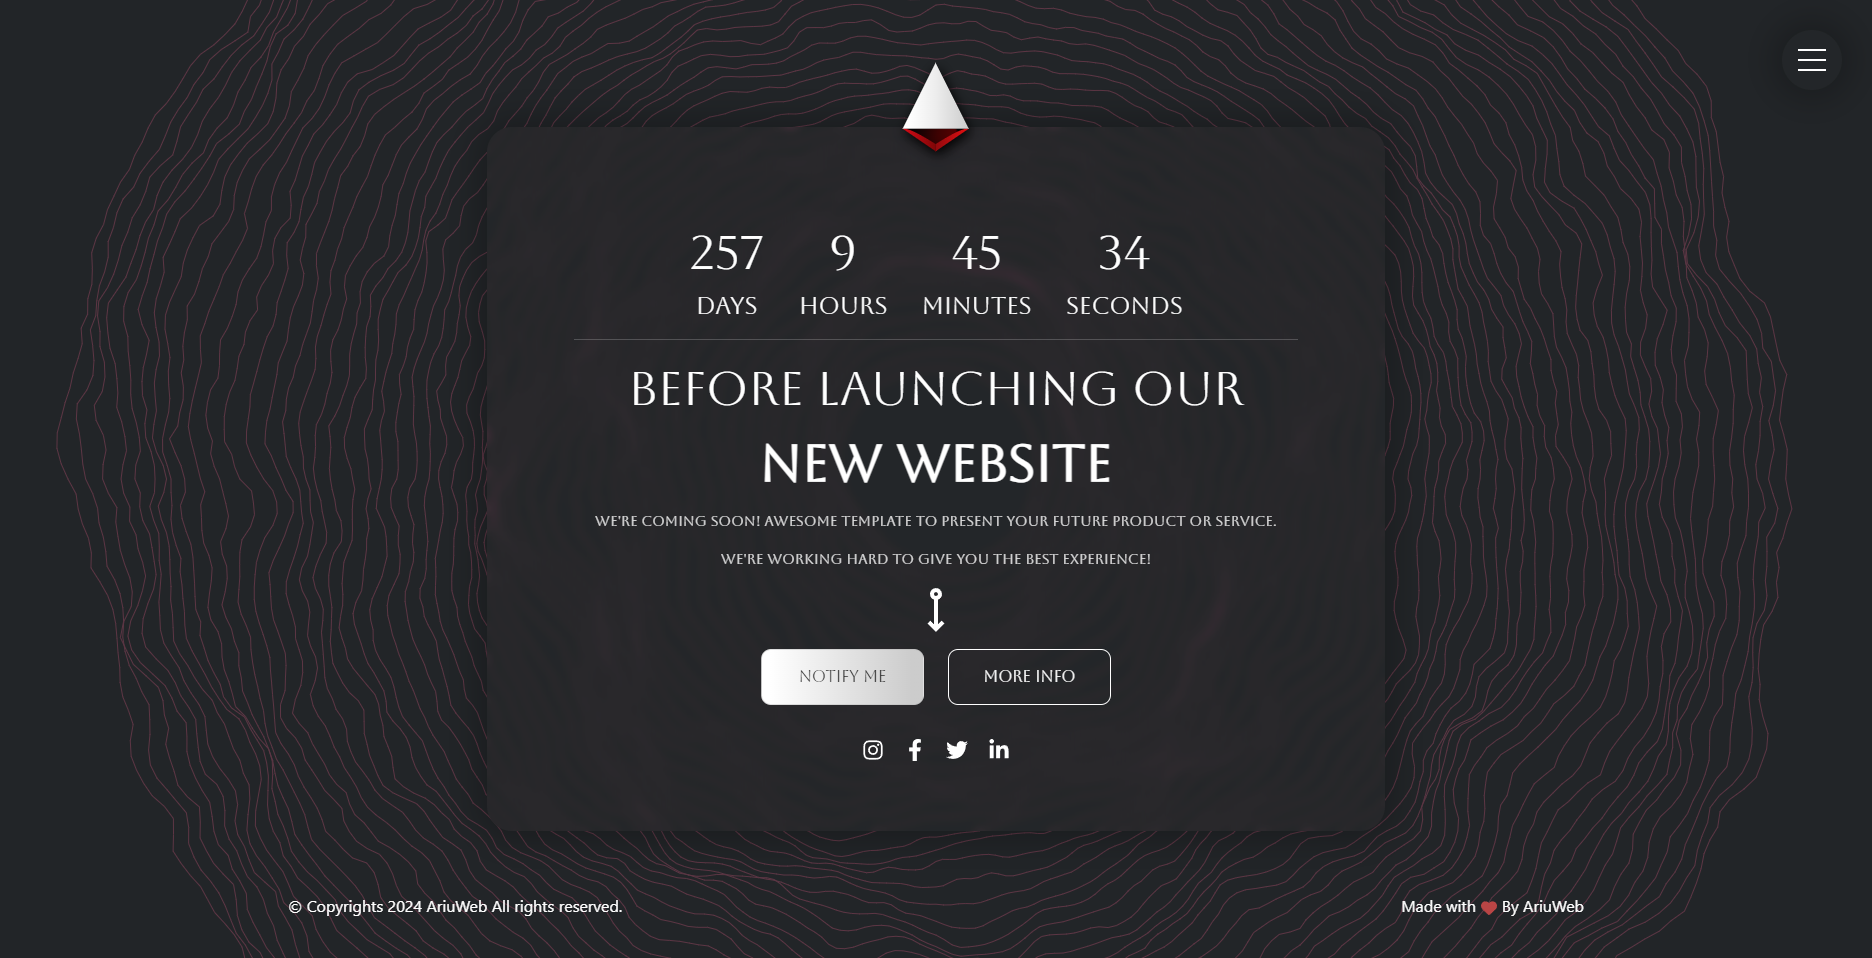 257 9 45 34
DAYS HOURS MINUTES SECONDS
BEFORE LAUNCHING OUR
NEW WEBSITE
WE'RE COMING SOON! AWESOME TEMPLATE TO PRESENT YOUR FUTURE PRODUCT OR SERVICE.
WE'RE WORKING HARD TO GIVE YOU THE BEST EXPERIENCE!
NOTIFY ME MORE INFO
© Copyrights 2024 AriuWeb All rights reserved. Made with By AriuWeb